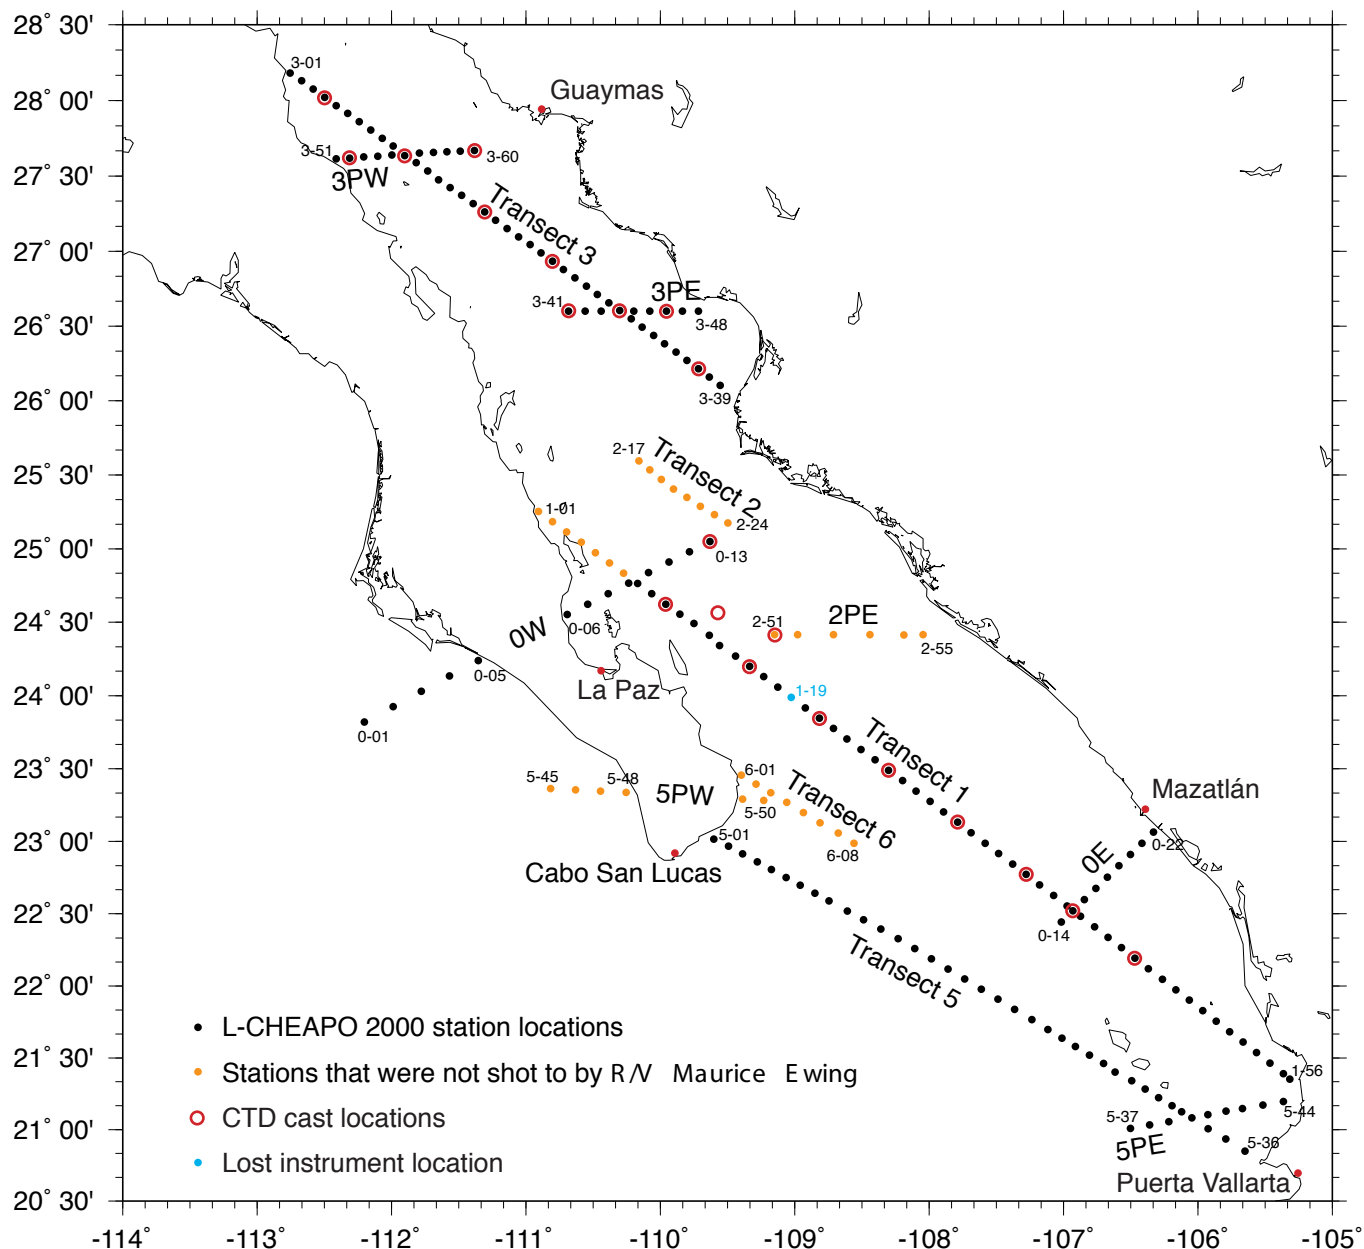 28° 30'
28° 00'
27° 30'
27° 00'
26° 30'
26° 00'
25° 30'
25° 00'
24° 30'
24° 00'
23° 30'
23° 00'
22° 30'
22° 00'
21° 30'
21° 00'
20° 30'
3-01
Guaymas
3-51
3-60
3PW
Transect 3
3-41
3PE
3-48
3-39
2-17
Transect 2
1-01
2-24
0-13
0W
0-06
2-51
2PE
2-55
La Paz
0-05
1-19
0-01
Transect 1
5-45
5-48
5PW
6-01
Transect 6
5-50
Mazatlán
5-01
6-08
0E
0-22
Cabo San Lucas
0-14
Transect 5
L-CHEAPO 2000 station locations
Stations that were not shot to by R/V Maurice Ewing
CTD cast locations
Lost instrument location
1-56
5-44
5-37
5-36
5PE
Puerta Vallarta
-114°
-113°
-112°
-111°
-110°
-109°
-108°
-107°
-106°
-105°